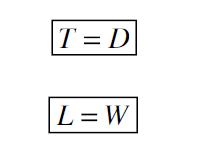 T = D
L = W